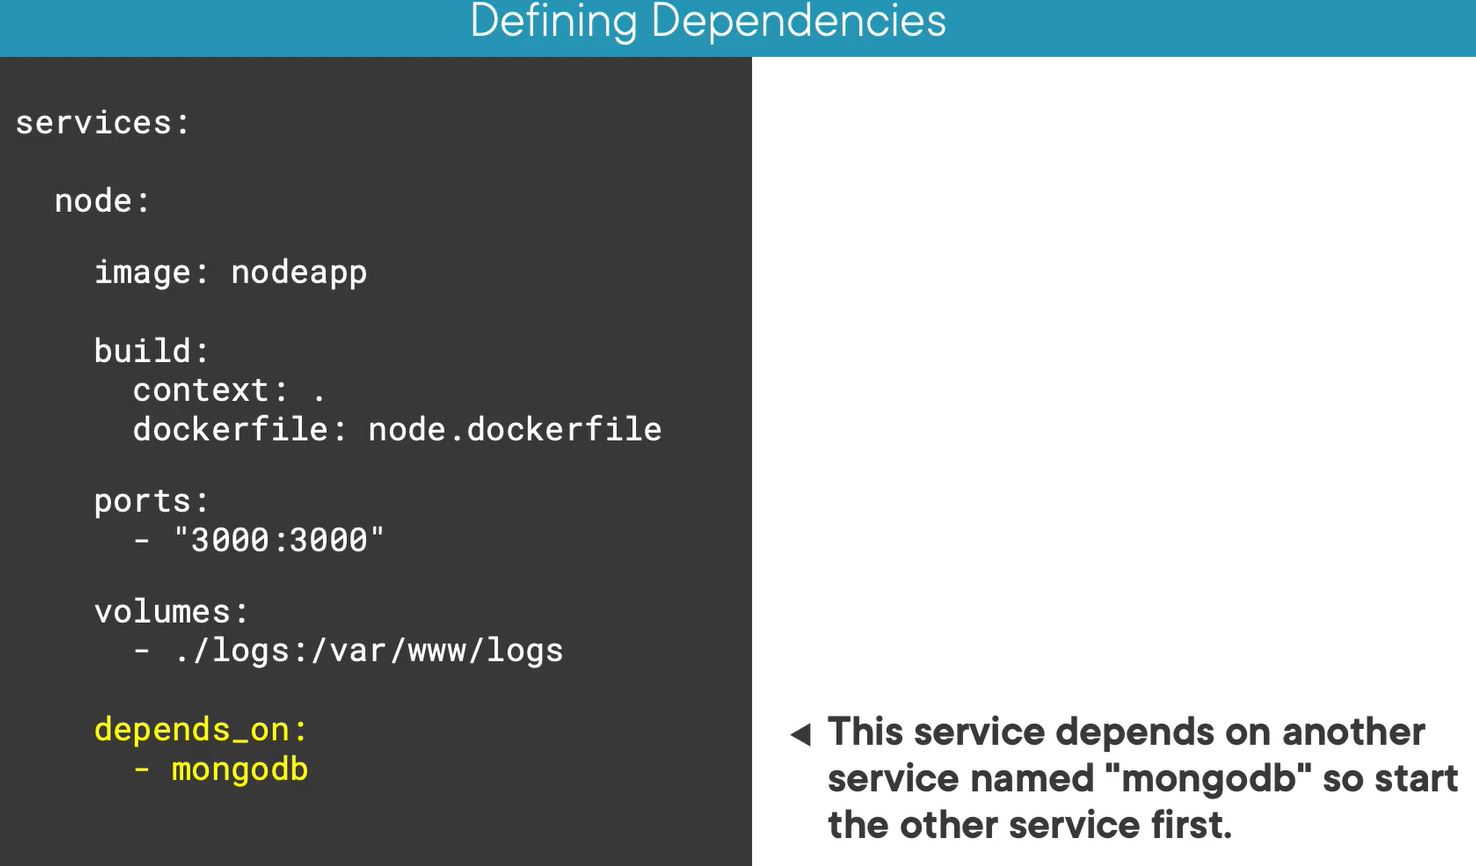 Defining Dependencies
services:
  node:
    image: nodeapp
    build:
      context: .
      dockerfile: node.dockerfile
    ports:
      - "3000:3000"
    volumes:
      - ./logs:/var/www/logs
    depends_on:
      - mongodb
◄ This service depends on another
service named "mongodb" so start
the other service first.